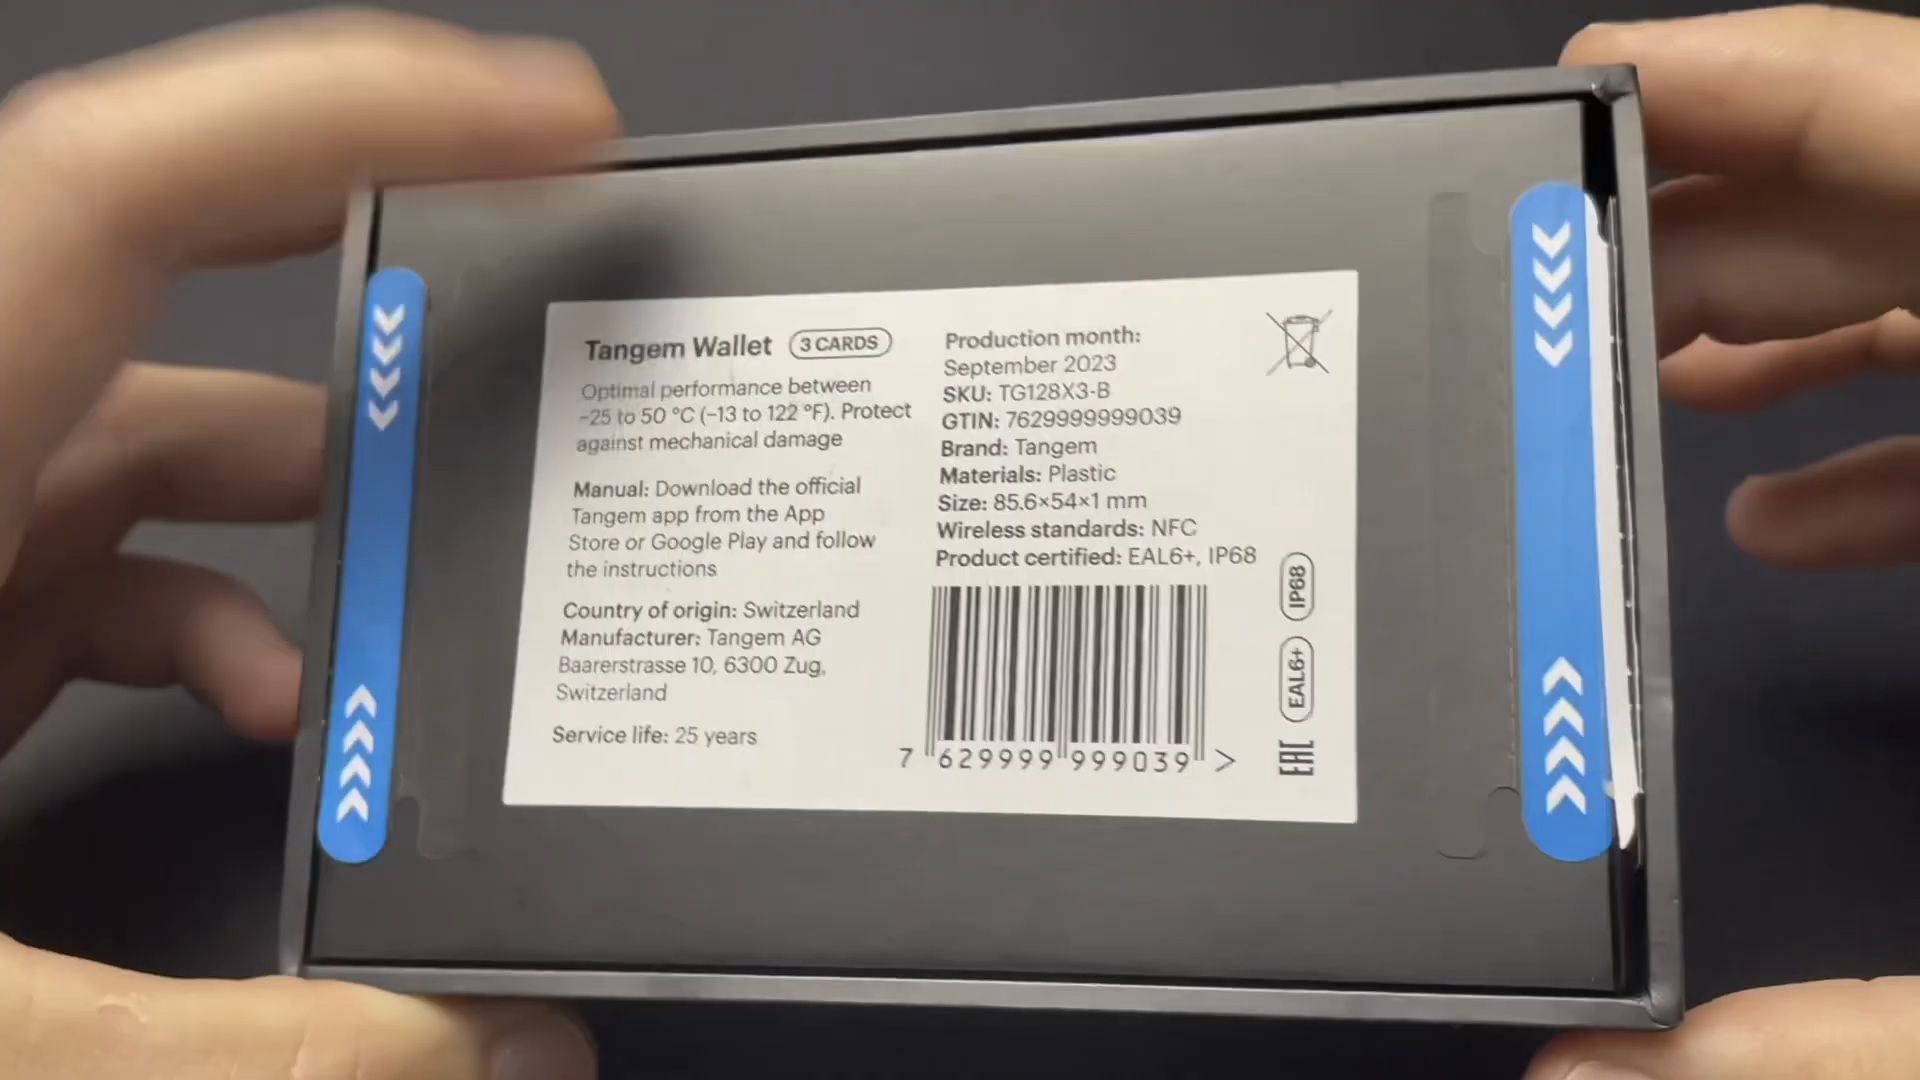 Tangem Wallet 3 CARDS
Optimal performance between
-25 to 50 °C (-13 to 122 °F). Protect
against mechanical damage
Manual: Download the official
Tangem app from the App
Store or Google Play and follow
the instructions
Country of origin: Switzerland
Manufacturer: Tangem AG
Baarerstrasse 10, 6300 Zug,
Switzerland
Service life: 25 years
Production month:
September 2023
SKU: TG128X3-B
GTIN: 7629999999039
Brand: Tangem
Materials: Plastic
Size: 85.6×54×1 mm
Wireless standards: NFC
Product certified: EAL6+, IP68
7 629999 999039 >
IP68
EAL6+
EAC